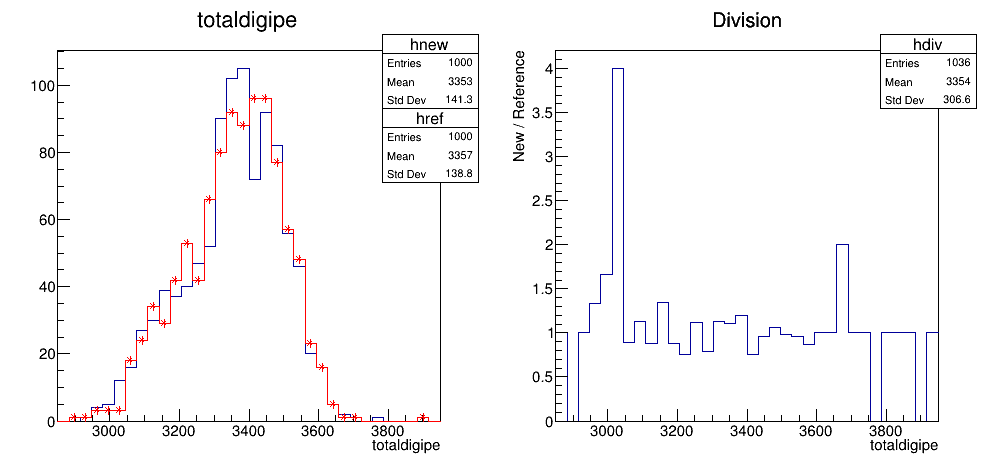 totaldigipe
hnew
Entries 1000
Mean 3353
Std Dev 141.3
href
Entries 1000
Mean 3357
Std Dev 138.8
100
80
60
40
20
0
3000 3200 3400 3600 3800
totaldigipe
Division
hdiv
Entries 1036
Mean 3354
Std Dev 306.6
New / Reference
4
3.5
3
2.5
2
1.5
1
0.5
0
3000 3200 3400 3600 3800
totaldigipe